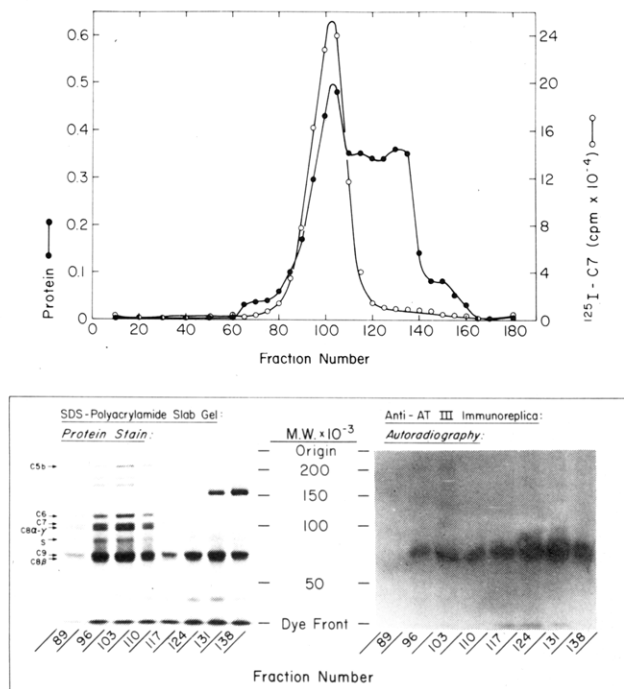 0.6
0.5
0.4
0.3
0.2
0.1
0
Protein
24
20
16
12
8
4
0
¹²⁵I - C7 (cpm x 10⁻⁴)
0 20 40 60 80 100 120 140 160 180
Fraction Number
SDS-Polyacrylamide Slab Gel:
Protein Stain:
C5b
C6
C7
C8α-γ
S
C9
C8β
M.W. x10⁻³
Origin
200
150
100
50
Dye Front
Anti-AT III Immunoreplica:
Autoradiography:
89 96 103 110 117 124 131 138
89 96 103 110 117 124 131 138
Fraction Number